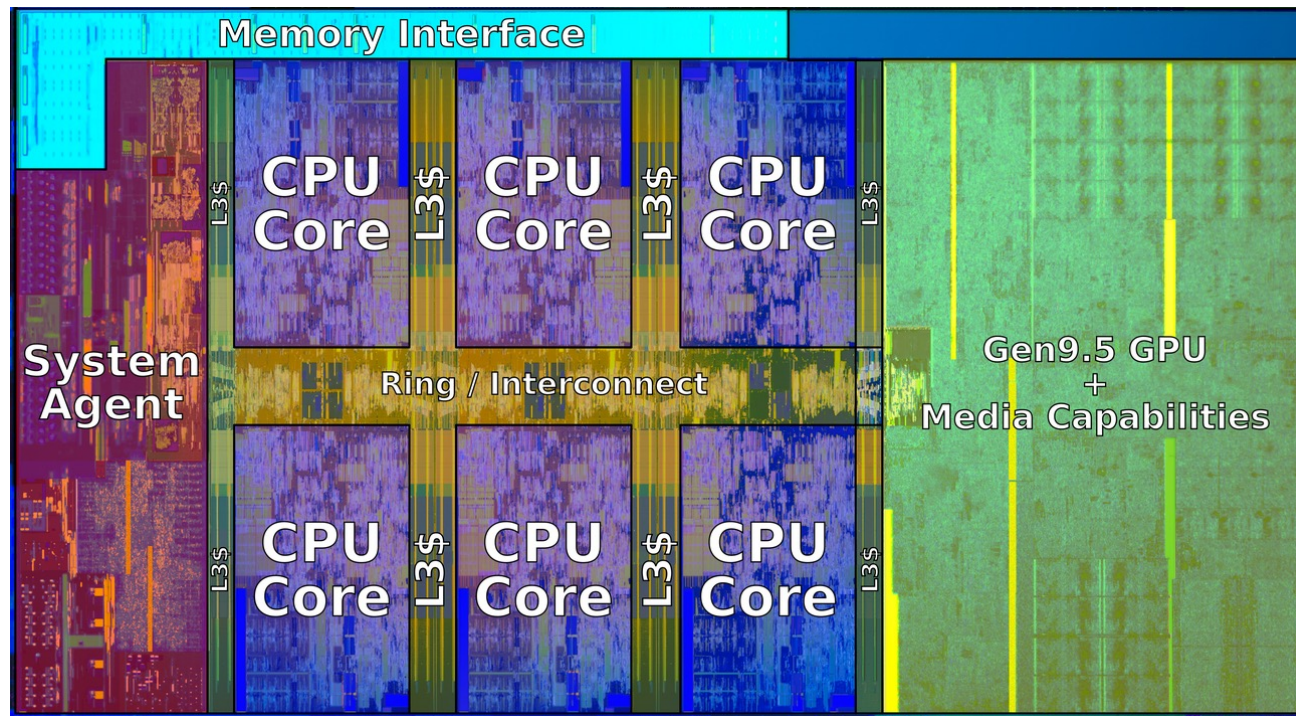 Memory Interface
L3$
CPU
Core
L3$
CPU
Core
L3$
CPU
Core
L3$
System
Agent
Ring / Interconnect
Gen9.5 GPU
+
Media Capabilities
L3$
CPU
Core
L3$
CPU
Core
L3$
CPU
Core
L3$